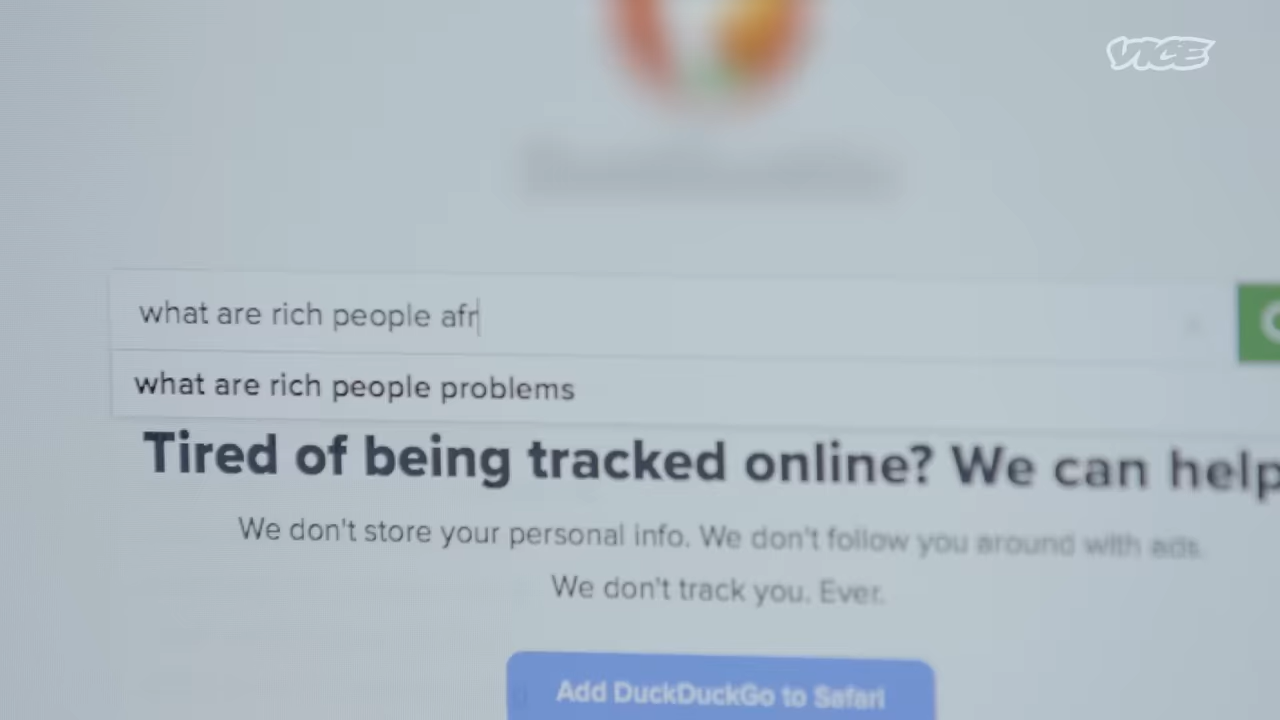 VICE
what are rich people afr
what are rich people problems
Tired of being tracked online? We can help
We don't store your personal info. We don't follow you around with ads.
We don't track you. Ever.
Add DuckDuckGo to Safari